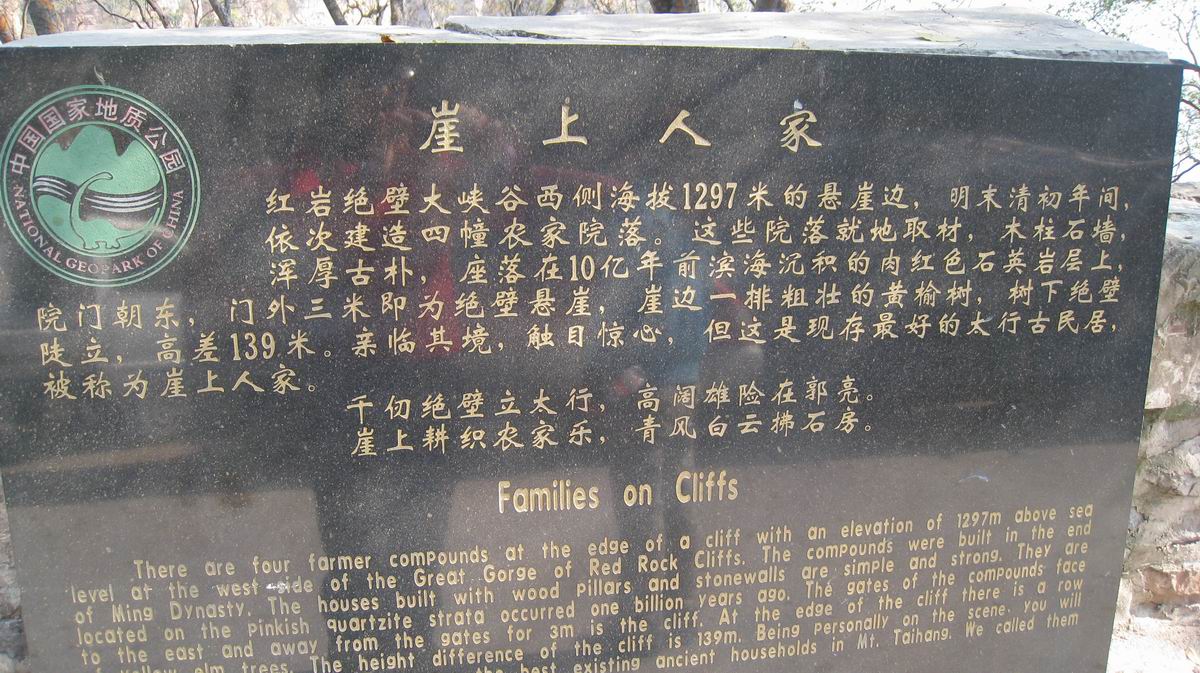 中国国家地质公园
NATIONAL GEOPARK OF CHINA
崖上人家
红岩绝壁大峡谷西侧海拔1297米的悬崖边，明末清初年间，
依次建造四幢农家院落。这些院落就地取材，木柱石墙，
浑厚古朴，座落在10亿年前滨海沉积的肉红色石英岩层上，
院门朝东，门外三米即为绝壁悬崖，崖边一排粗壮的黄榆树，树下绝壁
陡立，高差139米。亲临其境，触目惊心，但这是现存最好的太行古民居，
被称为崖上人家。
千仞绝壁立太行，高阔雄险在郭亮。
崖上耕织农家乐，青风白云拂石房。
Families on Cliffs
There are four farmer compounds at the edge of a cliff with an elevation of 1297m above sea
level at the west side of the Great Gorge of Red Rock Cliffs. The compounds were built in the end
of Ming Dynasty. The houses built with wood pillars and stonewalls are simple and strong. They are
located on the Pinkish quartzite strata occurred one billion years ago. The gates of the compounds face
to the east and away from the gates for 3m is the cliff. At the edge of the cliff there is a row
of yellow elm trees. The height difference of the cliff is 139m. Being personally on the scene, you will
the best existing ancient households in Mt. Taihang. We called them